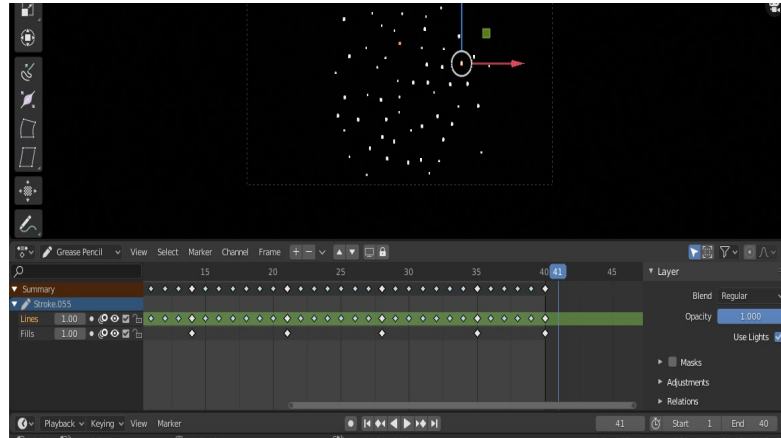 Grease Pencil View Select Marker Channel Frame
15 20 25 30 35 40 41 45
Summary
Stroke.055
Lines 1.00
Fills 1.00
Layer
Blend Regular
Opacity 1.000
Use Lights
Masks
Adjustments
Relations
Playback Keying View Marker 41 Start 1 End 40